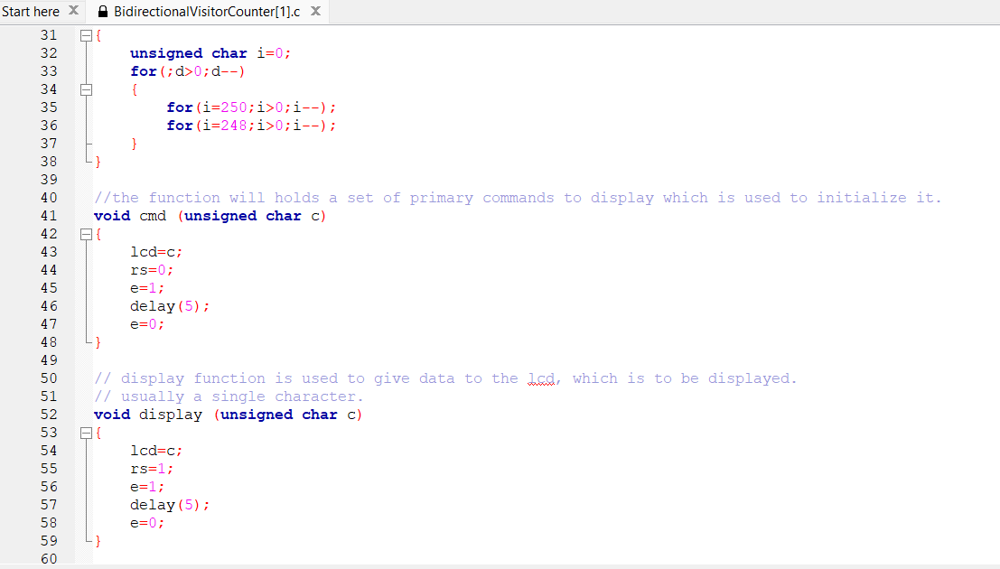 Start here X BidirectionalVisitorCounter[1].c X
31 {
32     unsigned char i=0;
33     for(;d>0;d--)
34     {
35         for(i=250;i>0;i--);
36         for(i=248;i>0;i--);
37     }
38 }
39
40 //the function will holds a set of primary commands to display which is used to initialize it.
41 void cmd (unsigned char c)
42 {
43     lcd=c;
44     rs=0;
45     e=1;
46     delay(5);
47     e=0;
48 }
49
50 // display function is used to give data to the lcd, which is to be displayed.
51 // usually a single character.
52 void display (unsigned char c)
53 {
54     lcd=c;
55     rs=1;
56     e=1;
57     delay(5);
58     e=0;
59 }
60